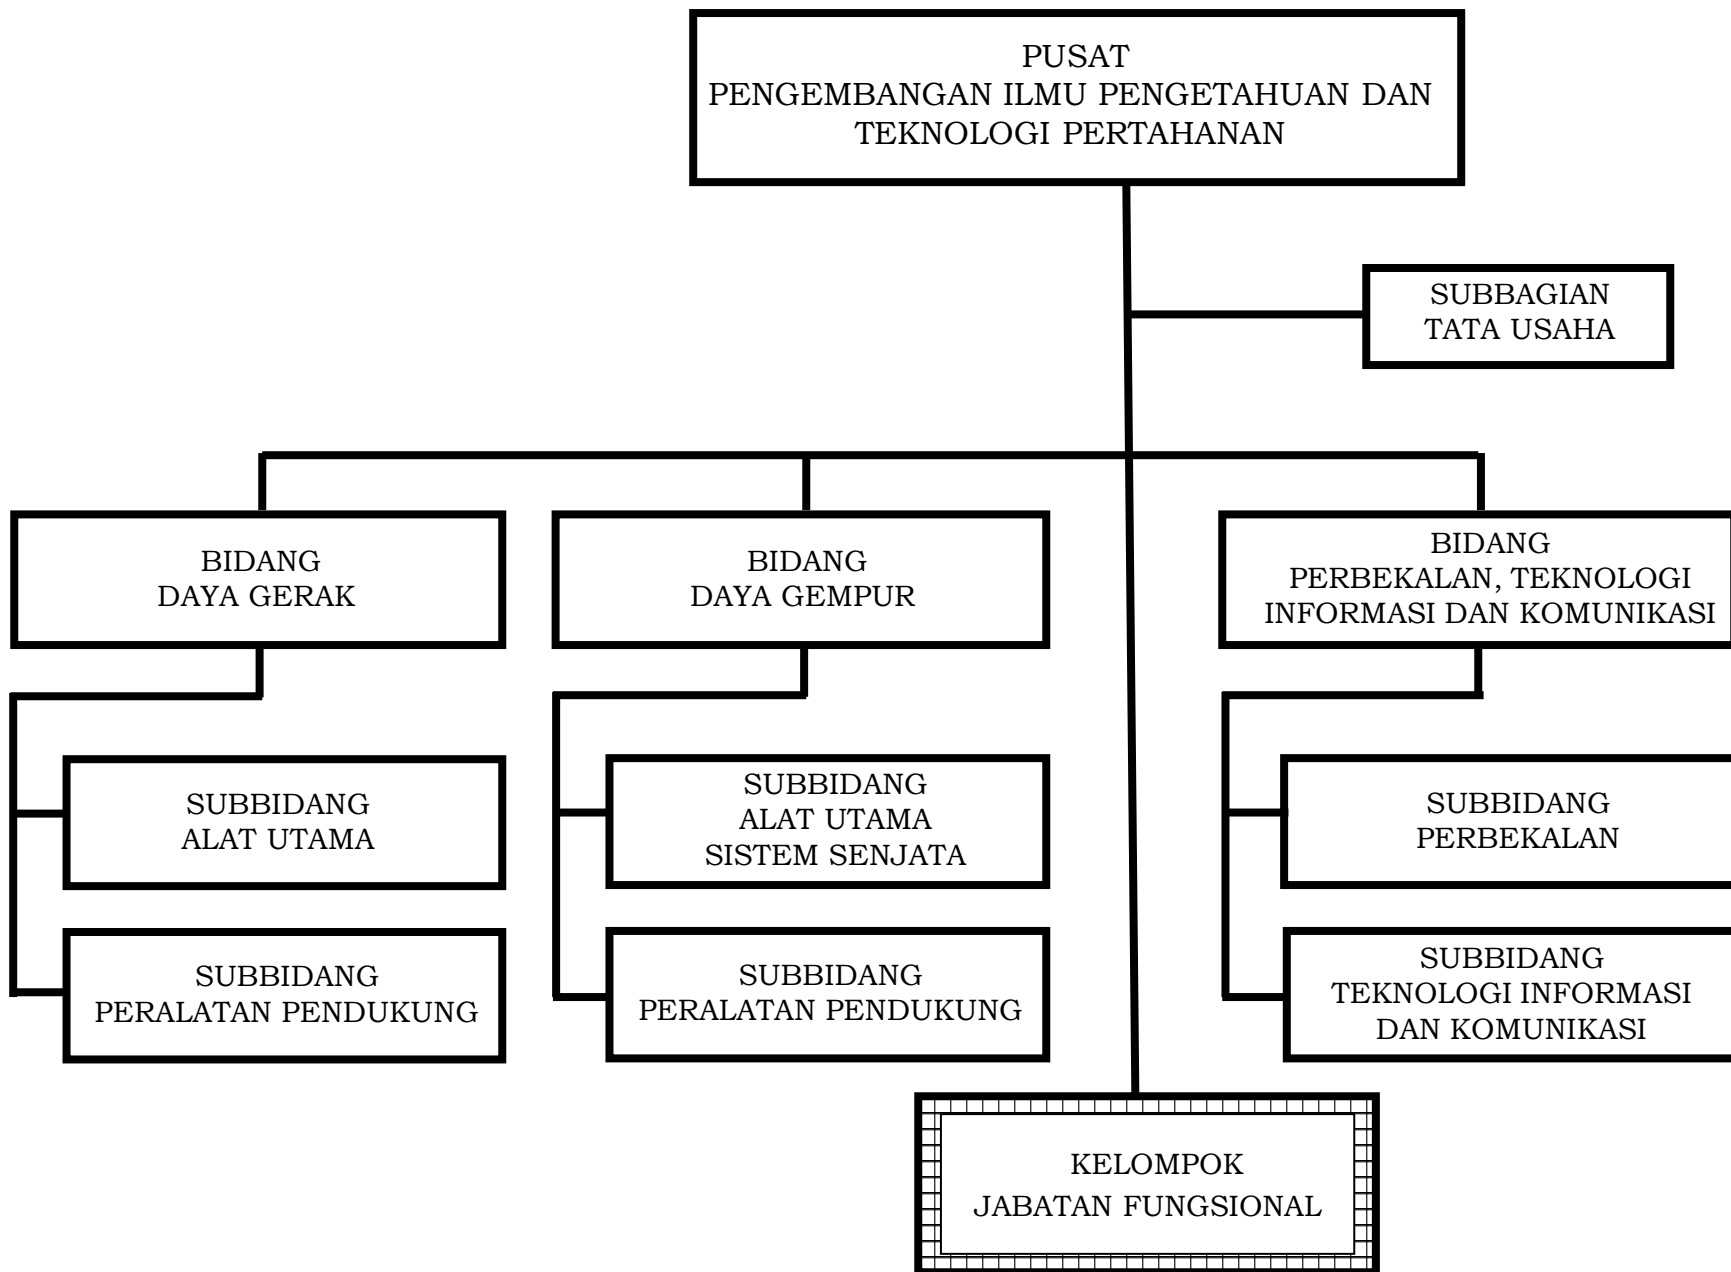 PUSAT
PENGEMBANGAN ILMU PENGETAHUAN DAN
TEKNOLOGI PERTAHANAN
SUBBAGIAN
TATA USAHA
BIDANG
DAYA GERAK
BIDANG
DAYA GEMPUR
BIDANG
PERBEKALAN, TEKNOLOGI
INFORMASI DAN KOMUNIKASI
SUBBIDANG
ALAT UTAMA
SUBBIDANG
ALAT UTAMA
SISTEM SENJATA
SUBBIDANG
PERBEKALAN
SUBBIDANG
PERALATAN PENDUKUNG
SUBBIDANG
PERALATAN PENDUKUNG
SUBBIDANG
TEKNOLOGI INFORMASI
DAN KOMUNIKASI
KELOMPOK
JABATAN FUNGSIONAL